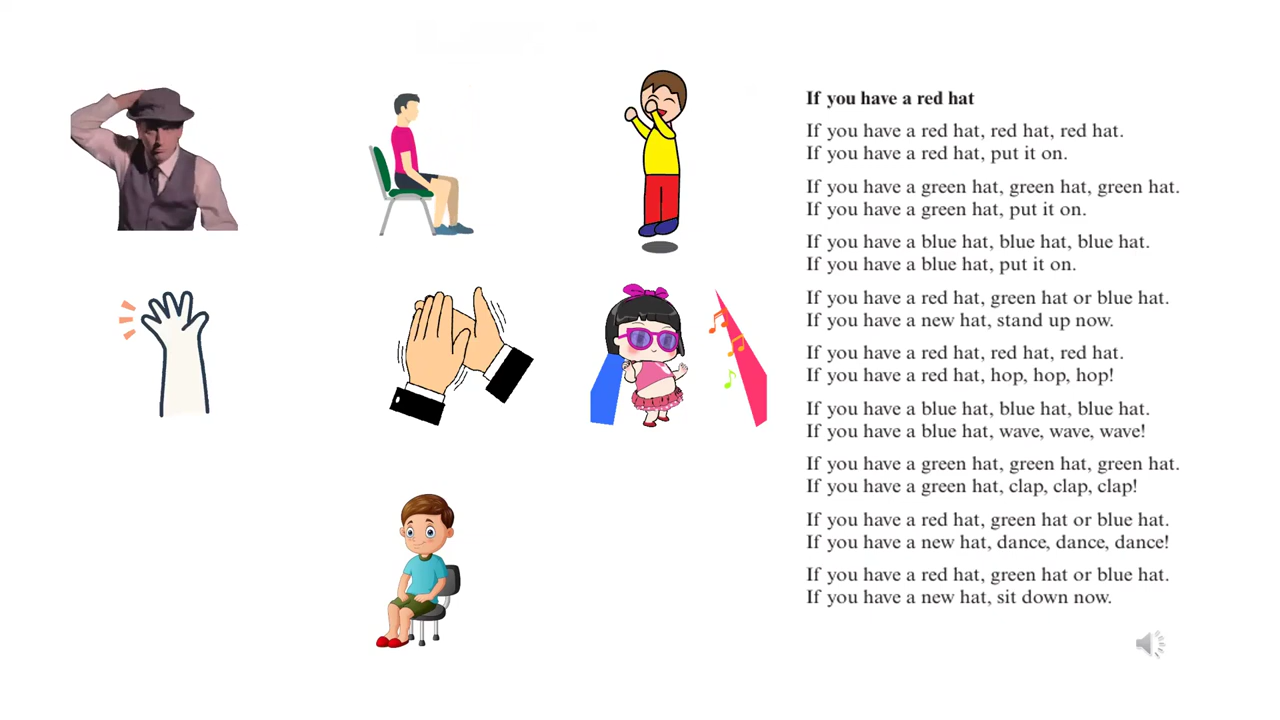 If you have a red hat
If you have a red hat, red hat, red hat.
If you have a red hat, put it on.
If you have a green hat, green hat, green hat.
If you have a green hat, put it on.
If you have a blue hat, blue hat, blue hat.
If you have a blue hat, put it on.
If you have a red hat, green hat or blue hat.
If you have a new hat, stand up now.
If you have a red hat, red hat, red hat.
If you have a red hat, hop, hop, hop!
If you have a blue hat, blue hat, blue hat.
If you have a blue hat, wave, wave, wave!
If you have a green hat, green hat, green hat.
If you have a green hat, clap, clap, clap!
If you have a red hat, green hat or blue hat.
If you have a new hat, dance, dance, dance!
If you have a red hat, green hat or blue hat.
If you have a new hat, sit down now.